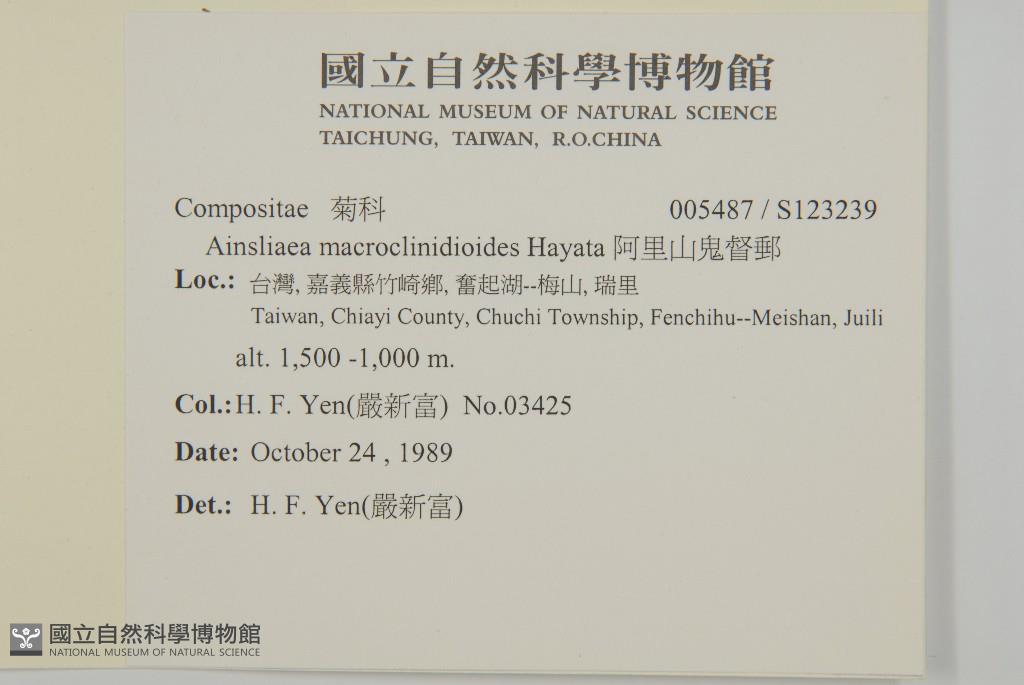 國立自然科學博物館
NATIONAL MUSEUM OF NATURAL SCIENCE
TAICHUNG, TAIWAN, R.O.CHINA
Compositae 菊科 005487 / S123239
Ainsliaea macroclinidioides Hayata 阿里山鬼督郵
Loc.: 台灣, 嘉義縣竹崎鄉, 奮起湖--梅山, 瑞里
Taiwan, Chiayi County, Chuchi Township, Fenchihu--Meishan, Juili
alt. 1,500 -1,000 m.
Col.: H. F. Yen(嚴新富) No.03425
Date: October 24 , 1989
Det.: H. F. Yen(嚴新富)
國立自然科學博物館
NATIONAL MUSEUM OF NATURAL SCIENCE